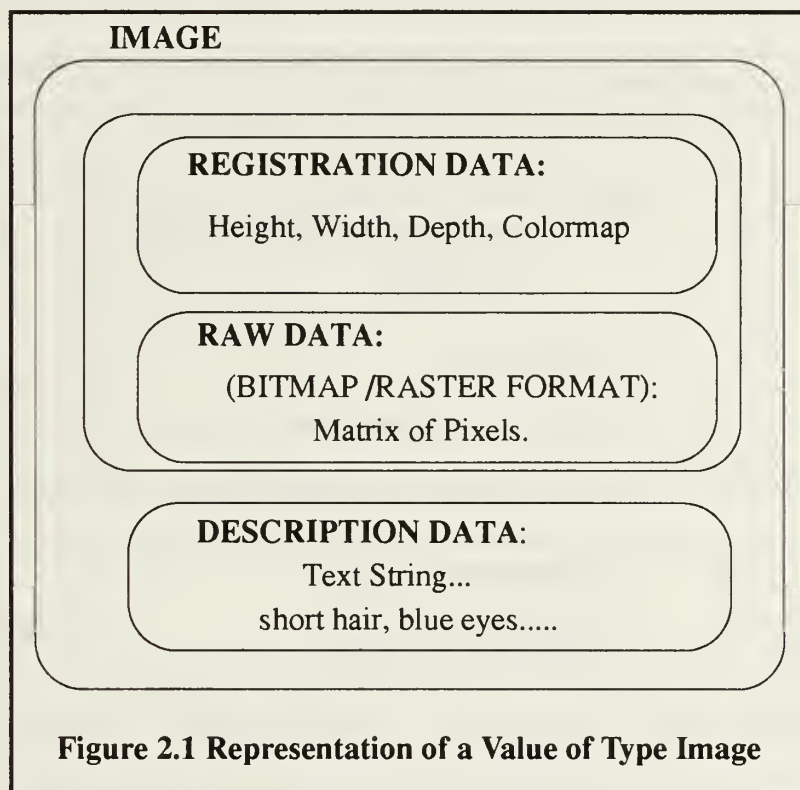 IMAGE
REGISTRATION DATA:
Height, Width, Depth, Colormap
RAW DATA:
(BITMAP /RASTER FORMAT):
Matrix of Pixels.
DESCRIPTION DATA:
Text String...
short hair, blue eyes.....
Figure 2.1 Representation of a Value of Type Image